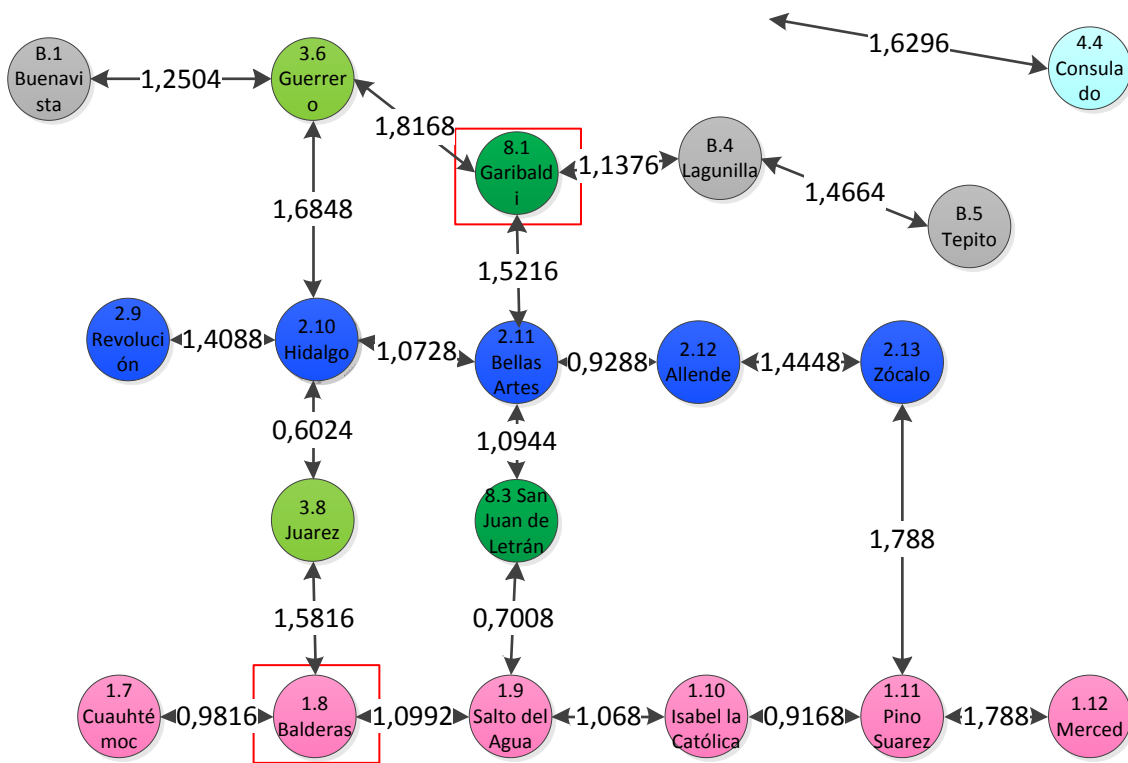 B.1
Buenavi
sta
1,2504
3.6
Guerrer
o
1,6296
4.4
Consula
do
1,8168
8.1
Garibald
i
1,1376
B.4
Lagunilla
1,4664
B.5
Tepito
1,6848
1,5216
2.9
Revoluci
ón
1,4088
2.10
Hidalgo
1,0728
2.11
Bellas
Artes
0,9288
2.12
Allende
1,4448
2.13
Zócalo
0,6024
1,0944
3.8
Juarez
8.3 San
Juan de
Letrán
1,788
1,5816
0,7008
1.7
Cuauhté
moc
0,9816
1.8
Balderas
1,0992
1.9
Salto del
Agua
1,068
1.10
Isabel la
Católica
0,9168
1.11
Pino
Suarez
1,788
1.12
Merced